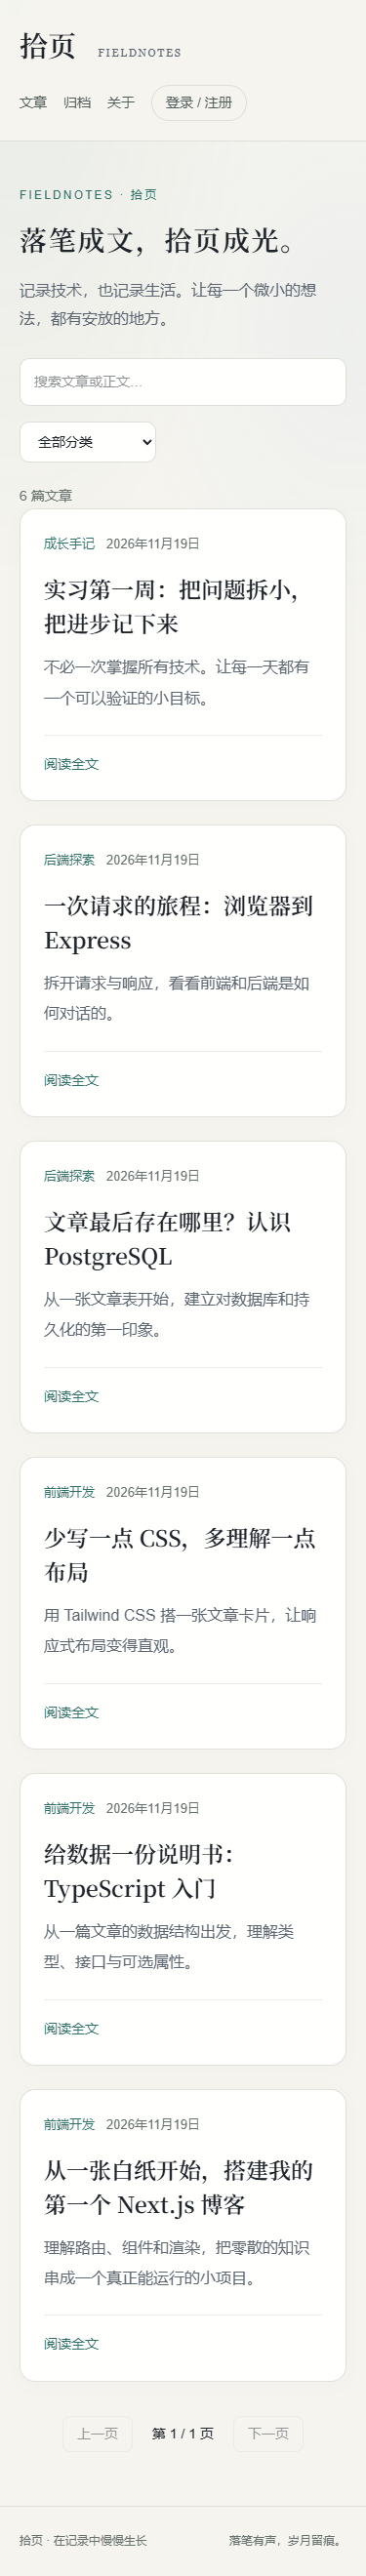 拾页 FIELDNOTES
文章 归档 关于 登录 / 注册
FIELDNOTES · 拾页
落笔成文，拾页成光。
记录技术，也记录生活。让每一个微小的想
法，都有安放的地方。
搜索文章或正文...
全部分类
6 篇文章
成长手记 2026年11月19日
实习第一周：把问题拆小，
把进步记下来
不必一次掌握所有技术。让每一天都有
一个可以验证的小目标。
阅读全文
后端探索 2026年11月19日
一次请求的旅程：浏览器到
Express
拆开请求与响应，看看前端和后端是如
何对话的。
阅读全文
后端探索 2026年11月19日
文章最后存在哪里？认识
PostgreSQL
从一张文章表开始，建立对数据库和持
久化的第一印象。
阅读全文
前端开发 2026年11月19日
少写一点 CSS，多理解一点
布局
用 Tailwind CSS 搭一张文章卡片，让响
应式布局变得直观。
阅读全文
前端开发 2026年11月19日
给数据一份说明书：
TypeScript 入门
从一篇文章的数据结构出发，理解类
型、接口与可选属性。
阅读全文
前端开发 2026年11月19日
从一张白纸开始，搭建我的
第一个 Next.js 博客
理解路由、组件和渲染，把零散的知识
串成一个真正能运行的小项目。
阅读全文
上一页 第 1 / 1 页 下一页
拾页 · 在记录中慢慢生长 落笔有声，岁月留痕。